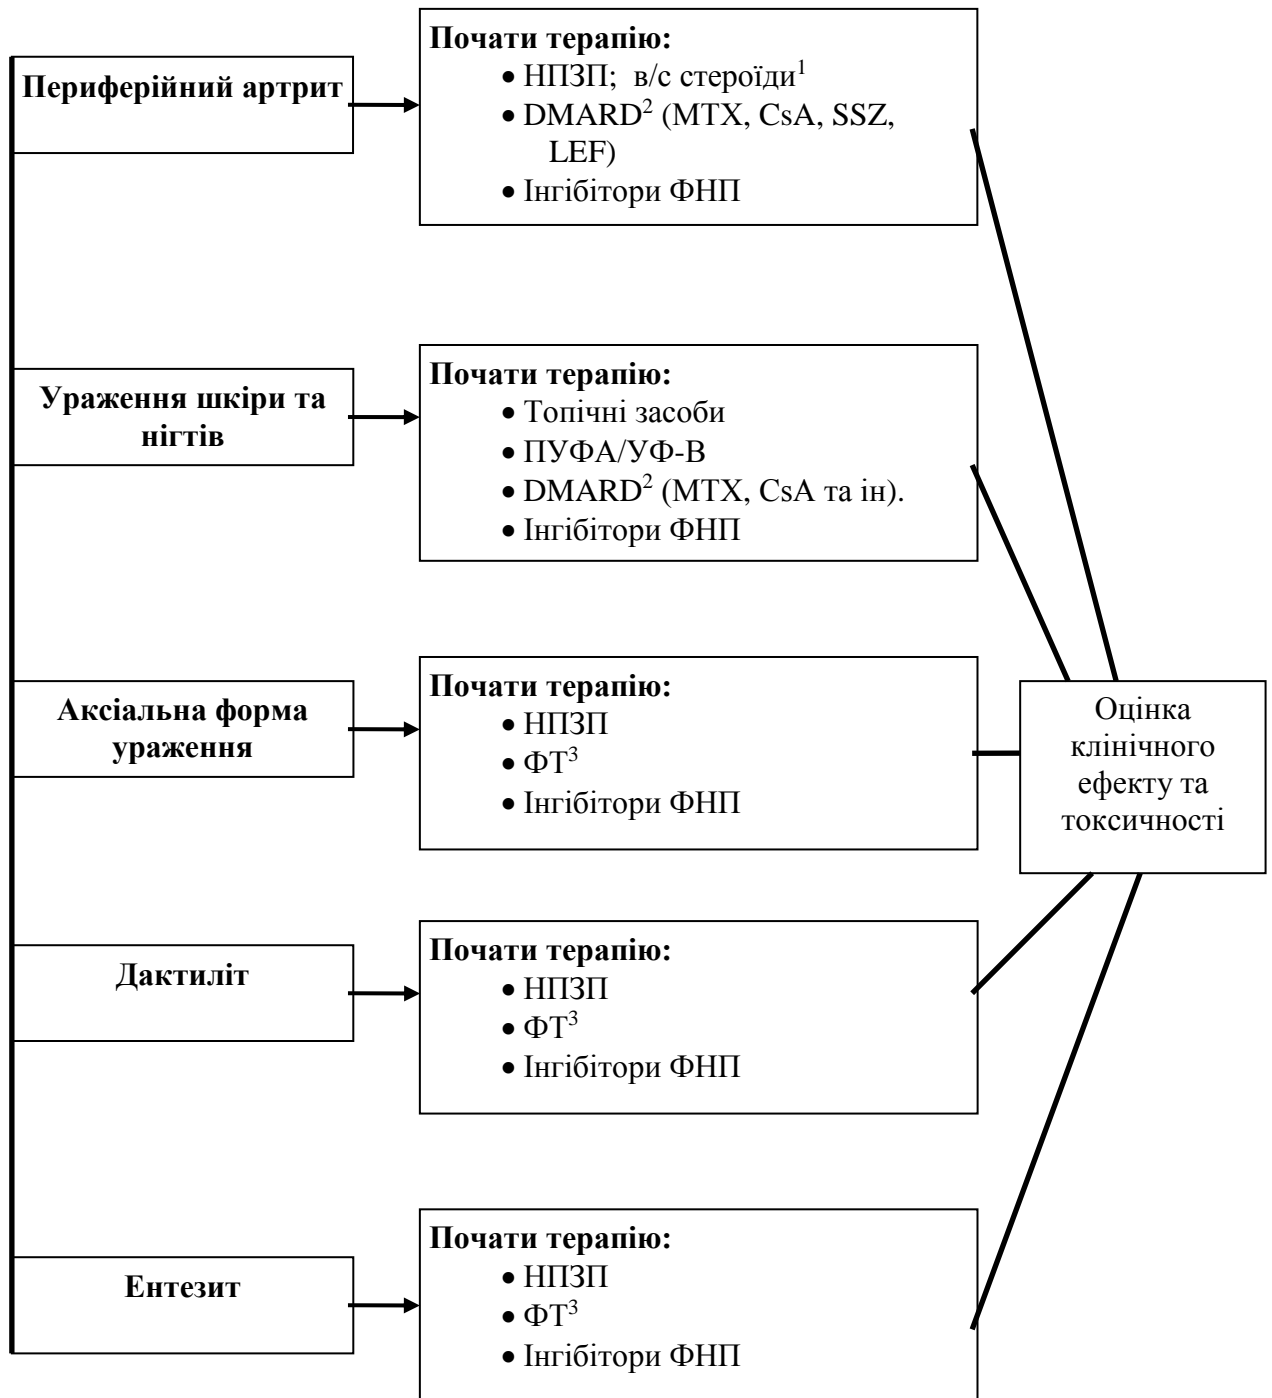 Периферійний артрит
Почати терапію:
• НПЗП; в/с стероїди¹
• DMARD² (MTX, CsA, SSZ,
LEF)
• Інгібітори ФНП
Ураження шкіри та
нігтів
Почати терапію:
• Топічні засоби
• ПУФА/УФ-В
• DMARD² (MTX, CsA та ін).
• Інгібітори ФНП
Аксіальна форма
ураження
Почати терапію:
• НПЗП
• ФТ³
• Інгібітори ФНП
Дактиліт
Почати терапію:
• НПЗП
• ФТ³
• Інгібітори ФНП
Ентезит
Почати терапію:
• НПЗП
• ФТ³
• Інгібітори ФНП
Оцінка
клінічного
ефекту та
токсичності